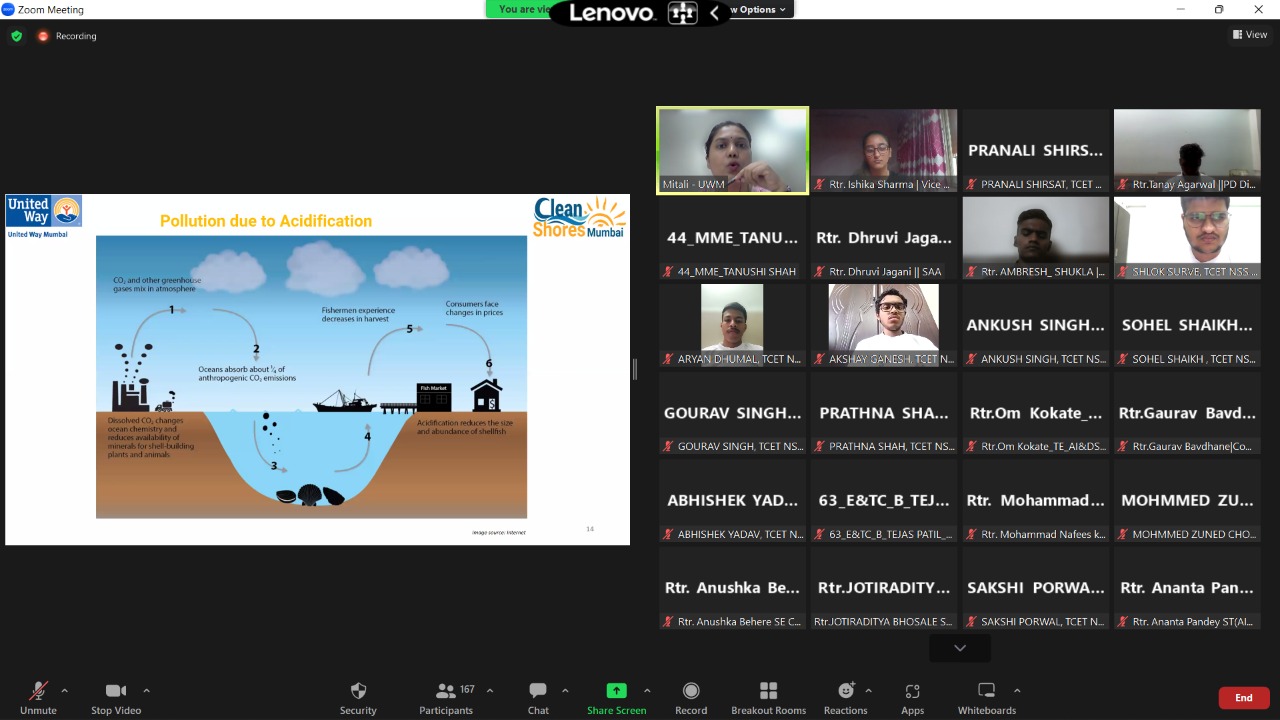 Zoom Meeting
You are vie
Lenovo
w Options
Recording
View
United Way
United Way Mumbai
Pollution due to Acidification
Clean Shores Mumbai
CO₂ and other greenhouse
gases mix in atmosphere
1
2
Oceans absorb about ¼ of
anthropogenic CO₂ emissions
Fishermen experience
decreases in harvest
5
Consumers face
changes in prices
6
Fish Market
$
Dissolved CO₂ changes
ocean chemistry and
reduces availability of
minerals for shell-building
plants and animals
3
4
Acidification reduces the size
and abundance of shellfish
Image source: Internet
14
Mitali - UWM
Rtr. Ishika Sharma | Vice ...
PRANALI SHIRS...
PRANALI SHIRSAT, TCET ...
Rtr.Tanay Agarwal ||PD Di...
44_MME_TANU...
44_MME_TANUSHI SHAH
Rtr. Dhruvi Jaga...
Rtr. Dhruvi Jagani || SAA
Rtr. AMBRESH_ SHUKLA |...
SHLOK SURVE, TCET NSS ...
ARYAN DHUMAL, TCET N...
AKSHAY GANESH, TCET N...
ANKUSH SINGH...
ANKUSH SINGH, TCET NS...
SOHEL SHAIKH...
SOHEL SHAIKH , TCET NS...
GOURAV SINGH...
GOURAV SINGH, TCET NS...
PRATHNA SHA...
PRATHNA SHAH, TCET NS...
Rtr.Om Kokate_...
Rtr.Om Kokate_TE_AI&DS...
Rtr.Gaurav Bavd...
Rtr.Gaurav Bavdhane|Co...
ABHISHEK YAD...
ABHISHEK YADAV, TCET N...
63_E&TC_B_TEJ...
63_E&TC_B_TEJAS PATIL_...
Rtr. Mohammad...
Rtr. Mohammad Nafees k...
MOHMMED ZU...
MOHMMED ZUNED CHO...
Rtr. Anushka Be...
Rtr. Anushka Behere SE C...
Rtr.JOTIRADITY...
Rtr.JOTIRADITYA BHOSALE S...
SAKSHI PORWA...
SAKSHI PORWAL, TCET N...
Rtr. Ananta Pan...
Rtr. Ananta Pandey ST(AI...
Unmute
Stop Video
Security
167
Participants
Chat
Share Screen
Record
Breakout Rooms
Reactions
Apps
Whiteboards
End